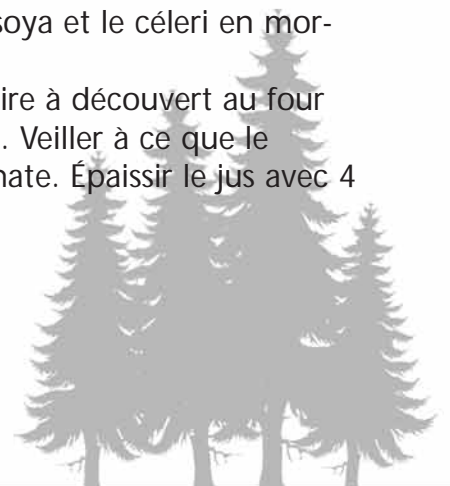 soya et le céleri en mor-
ire à découvert au four
. Veiller à ce que le
nate. Épaissir le jus avec 4